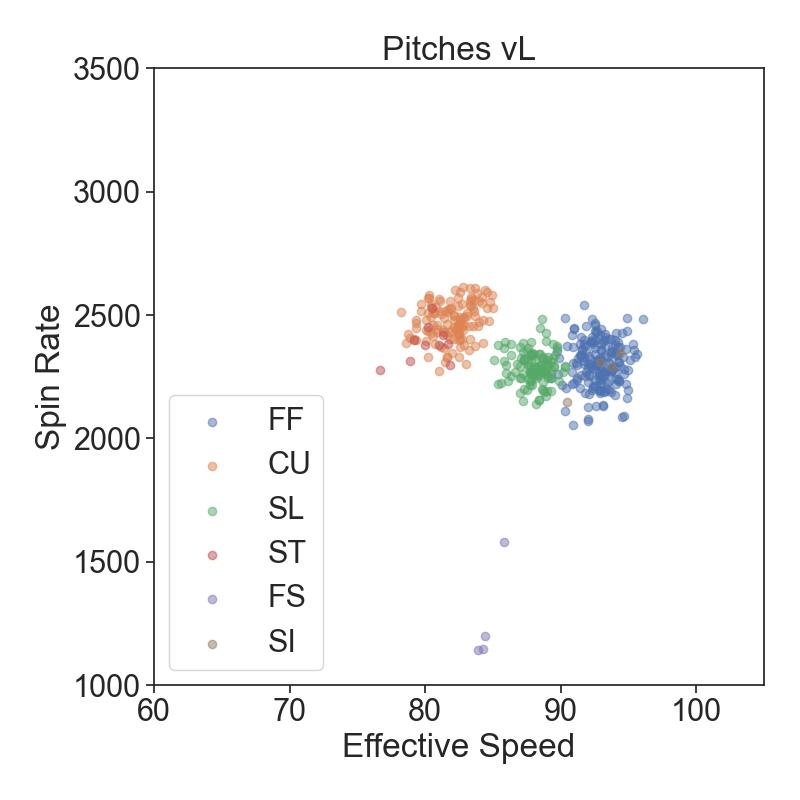 Pitches vL
3500
3000
2500
2000
1500
1000
Spin Rate
FF
CU
SL
ST
FS
SI
60 70 80 90 100
Effective Speed